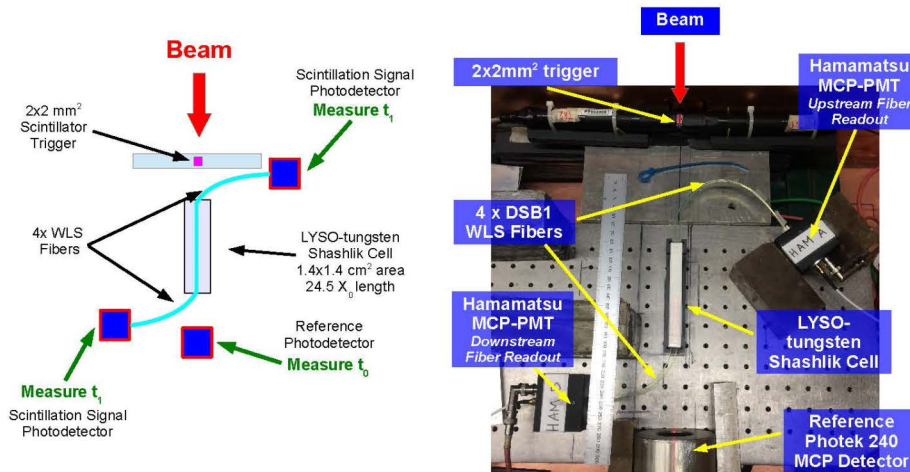 Beam
Scintillation Signal
Photodetector
Measure t₁
2x2 mm²
Scintillator
Trigger
4x WLS
Fibers
LYSO-tungsten
Shashlik Cell
1.4x1.4 cm² area
24.5 X₀ length
Reference
Photodetector
Measure t₀
Measure t₁
Scintillation Signal
Photodetector
Beam
2x2mm² trigger
Hamamatsu
MCP-PMT
Upstream Fiber
Readout
4 x DSB1
WLS Fibers
HAM A
Hamamatsu
MCP-PMT
Downstream
Fiber Readout
LYSO-
tungsten
Shashlik Cell
Reference
Photek 240
MCP Detector